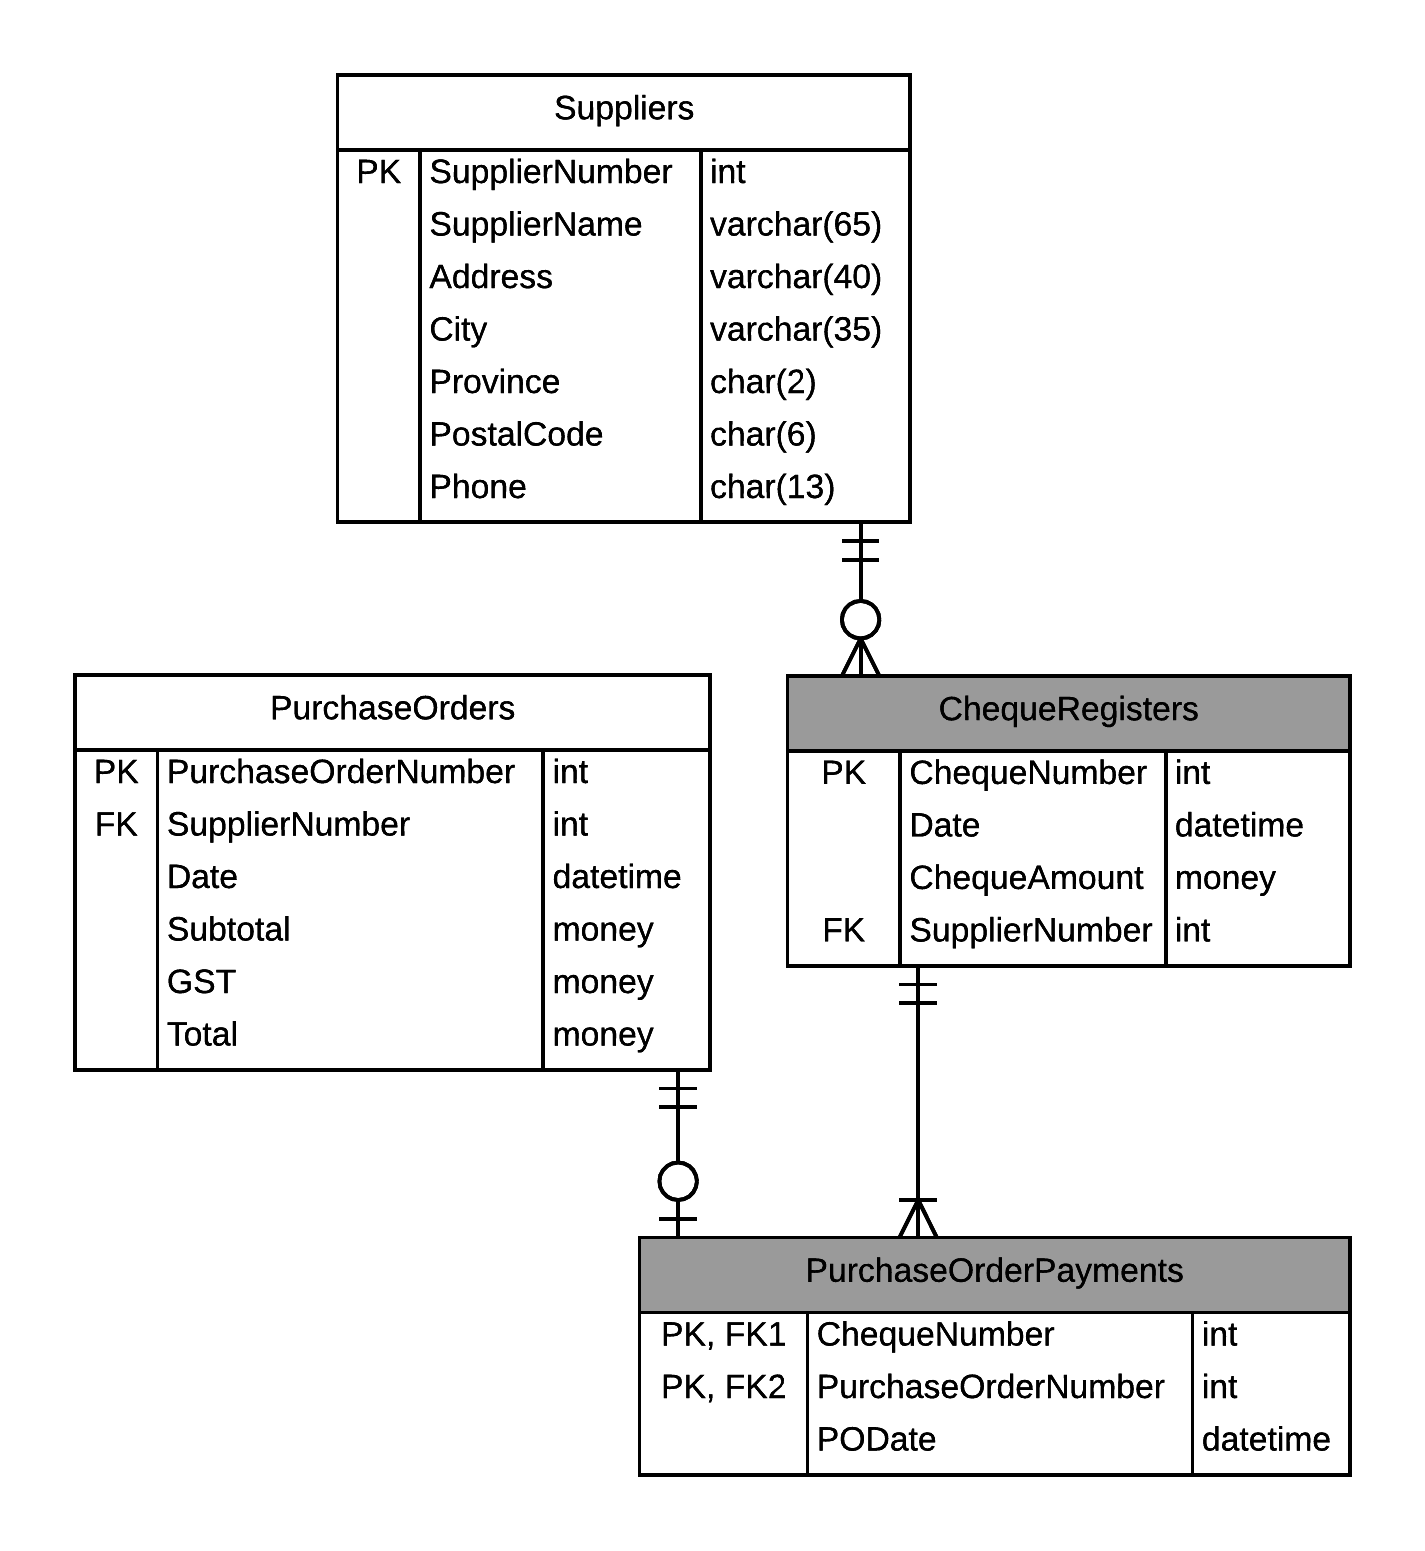 Suppliers
PK SupplierNumber int
SupplierName varchar(65)
Address varchar(40)
City varchar(35)
Province char(2)
PostalCode char(6)
Phone char(13)
PurchaseOrders
PK PurchaseOrderNumber int
FK SupplierNumber int
Date datetime
Subtotal money
GST money
Total money
ChequeRegisters
PK ChequeNumber int
Date datetime
ChequeAmount money
FK SupplierNumber int
PurchaseOrderPayments
PK, FK1 ChequeNumber int
PK, FK2 PurchaseOrderNumber int
PODate datetime